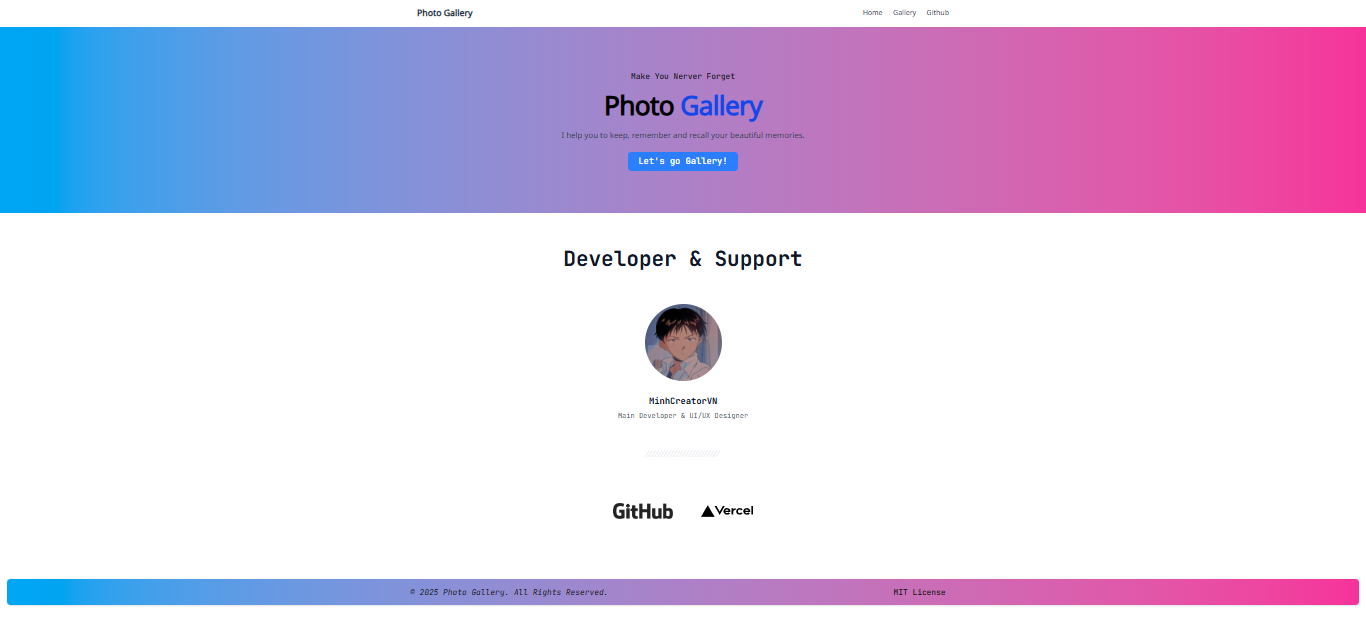 Photo Gallery
Home Gallery Github
Make You Nerver Forget
Photo Gallery
I help you to keep, remember and recall your beautiful memories.
Let's go Gallery!
Developer & Support
MinhCreatorVN
Main Developer & UI/UX Designer
GitHub Vercel
© 2025 Photo Gallery. All Rights Reserved. MIT License